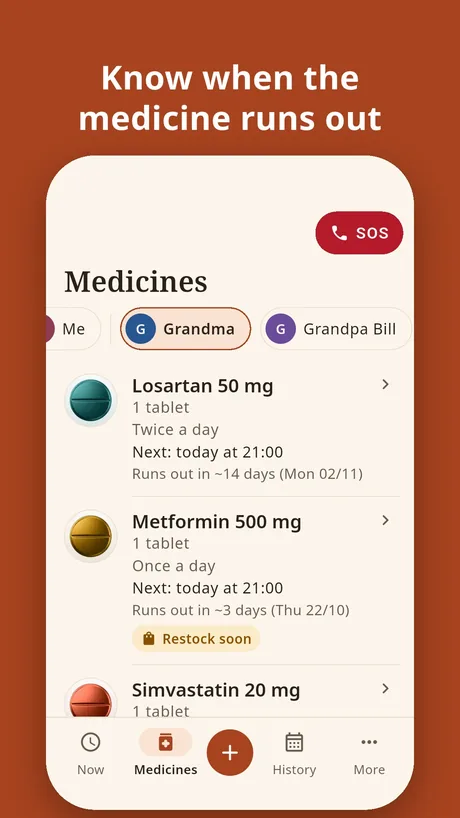 Know when the
medicine runs out
SOS
Medicines
Me
G Grandma
G Grandpa Bill
Losartan 50 mg
1 tablet
Twice a day
Next: today at 21:00
Runs out in ~14 days (Mon 02/11)
Metformin 500 mg
1 tablet
Once a day
Next: today at 21:00
Runs out in ~3 days (Thu 22/10)
Restock soon
Simvastatin 20 mg
1 tablet
Now
Medicines
History
More